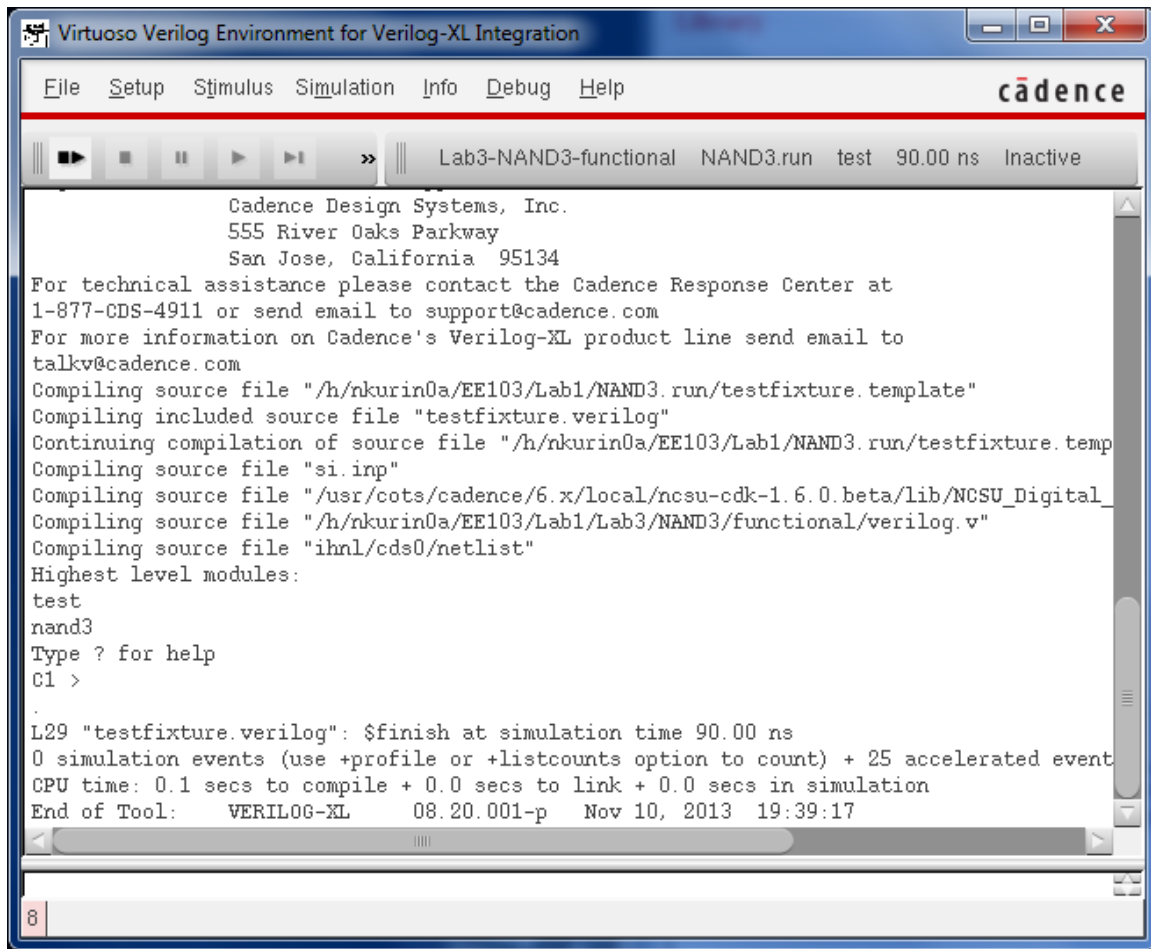 Virtuoso Verilog Environment for Verilog-XL Integration
File Setup Stimulus Simulation Info Debug Help
cādence
» Lab3-NAND3-functional NAND3.run test 90.00 ns Inactive
Cadence Design Systems, Inc.
555 River Oaks Parkway
San Jose, California 95134
For technical assistance please contact the Cadence Response Center at
1-877-CDS-4911 or send email to support@cadence.com
For more information on Cadence's Verilog-XL product line send email to
talkv@cadence.com
Compiling source file "/h/nkurin0a/EE103/Lab1/NAND3.run/testfixture.template"
Compiling included source file "testfixture.verilog"
Continuing compilation of source file "/h/nkurin0a/EE103/Lab1/NAND3.run/testfixture.temp
Compiling source file "si.inp"
Compiling source file "/usr/cots/cadence/6.x/local/ncsu-cdk-1.6.0.beta/lib/NCSU_Digital_
Compiling source file "/h/nkurin0a/EE103/Lab1/Lab3/NAND3/functional/verilog.v"
Compiling source file "ihnl/cds0/netlist"
Highest level modules:
test
nand3
Type ? for help
C1 >
.
L29 "testfixture.verilog": $finish at simulation time 90.00 ns
0 simulation events (use +profile or +listcounts option to count) + 25 accelerated event
CPU time: 0.1 secs to compile + 0.0 secs to link + 0.0 secs in simulation
End of Tool: VERILOG-XL 08.20.001-p Nov 10, 2013 19:39:17
8